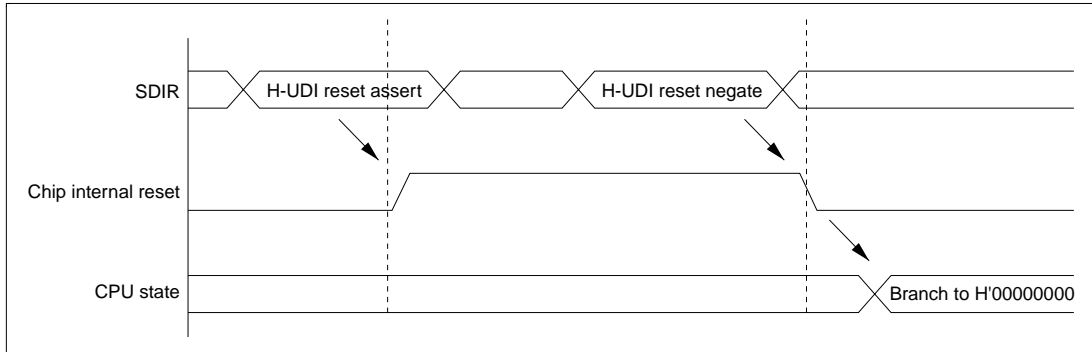 SDIR
H-UDI reset assert
H-UDI reset negate
Chip internal reset
CPU state
Branch to H'00000000